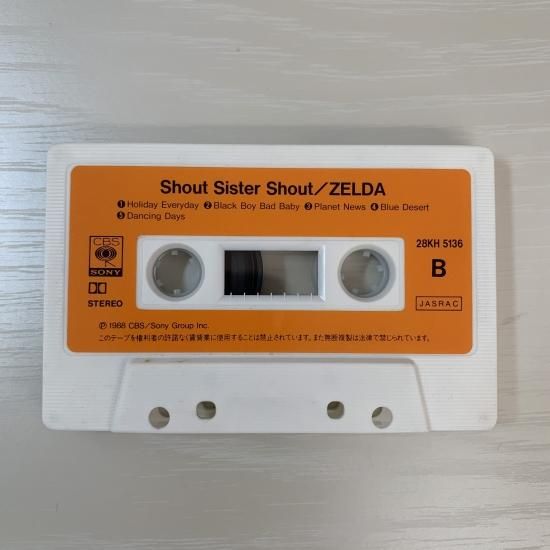 Shout Sister Shout/ZELDA
❶Holiday Everyday ❷Black Boy Bad Baby ❸Planet News ❹Blue Desert
❺Dancing Days
CBS
SONY
STEREO
28KH 5136
B
JASRAC
Ⓟ1988 CBS/Sony Group Inc.
このテープを権利者の許諾なく賃貸業に使用することは禁止されています。また無断複製は法律で禁じられています。